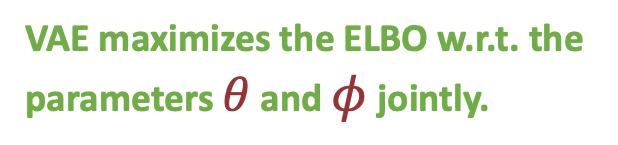 VAE maximizes the ELBO w.r.t. the
parameters θ and ϕ jointly.